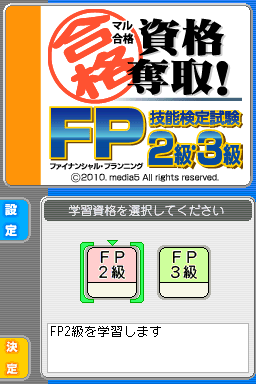 合格
マル
合格
資格
奪取!
FP
技能検定試験
2級・3級
ファイナンシャル・プランニング
©2010. media5 All rights reserved.
設定
学習資格を選択してください
FP
2級
FP
3級
FP2級を学習します
決定